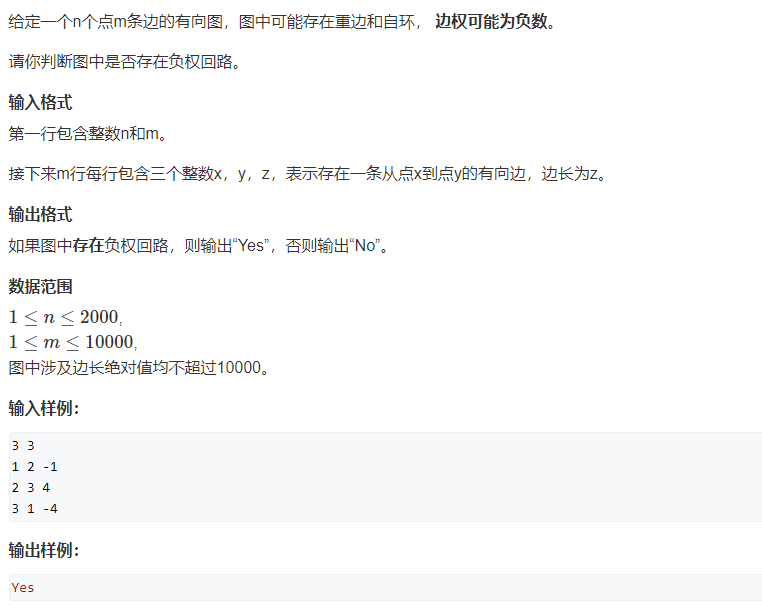 给定一个n个点m条边的有向图，图中可能存在重边和自环， 边权可能为负数。
请你判断图中是否存在负权回路。
输入格式
第一行包含整数n和m。
接下来m行每行包含三个整数x，y，z，表示存在一条从点x到点y的有向边，边长为z。
输出格式
如果图中存在负权回路，则输出“Yes”，否则输出“No”。
数据范围
1 ≤ n ≤ 2000,
1 ≤ m ≤ 10000,
图中涉及边长绝对值均不超过10000。
输入样例：
3 3
1 2 -1
2 3 4
3 1 -4
输出样例：
Yes